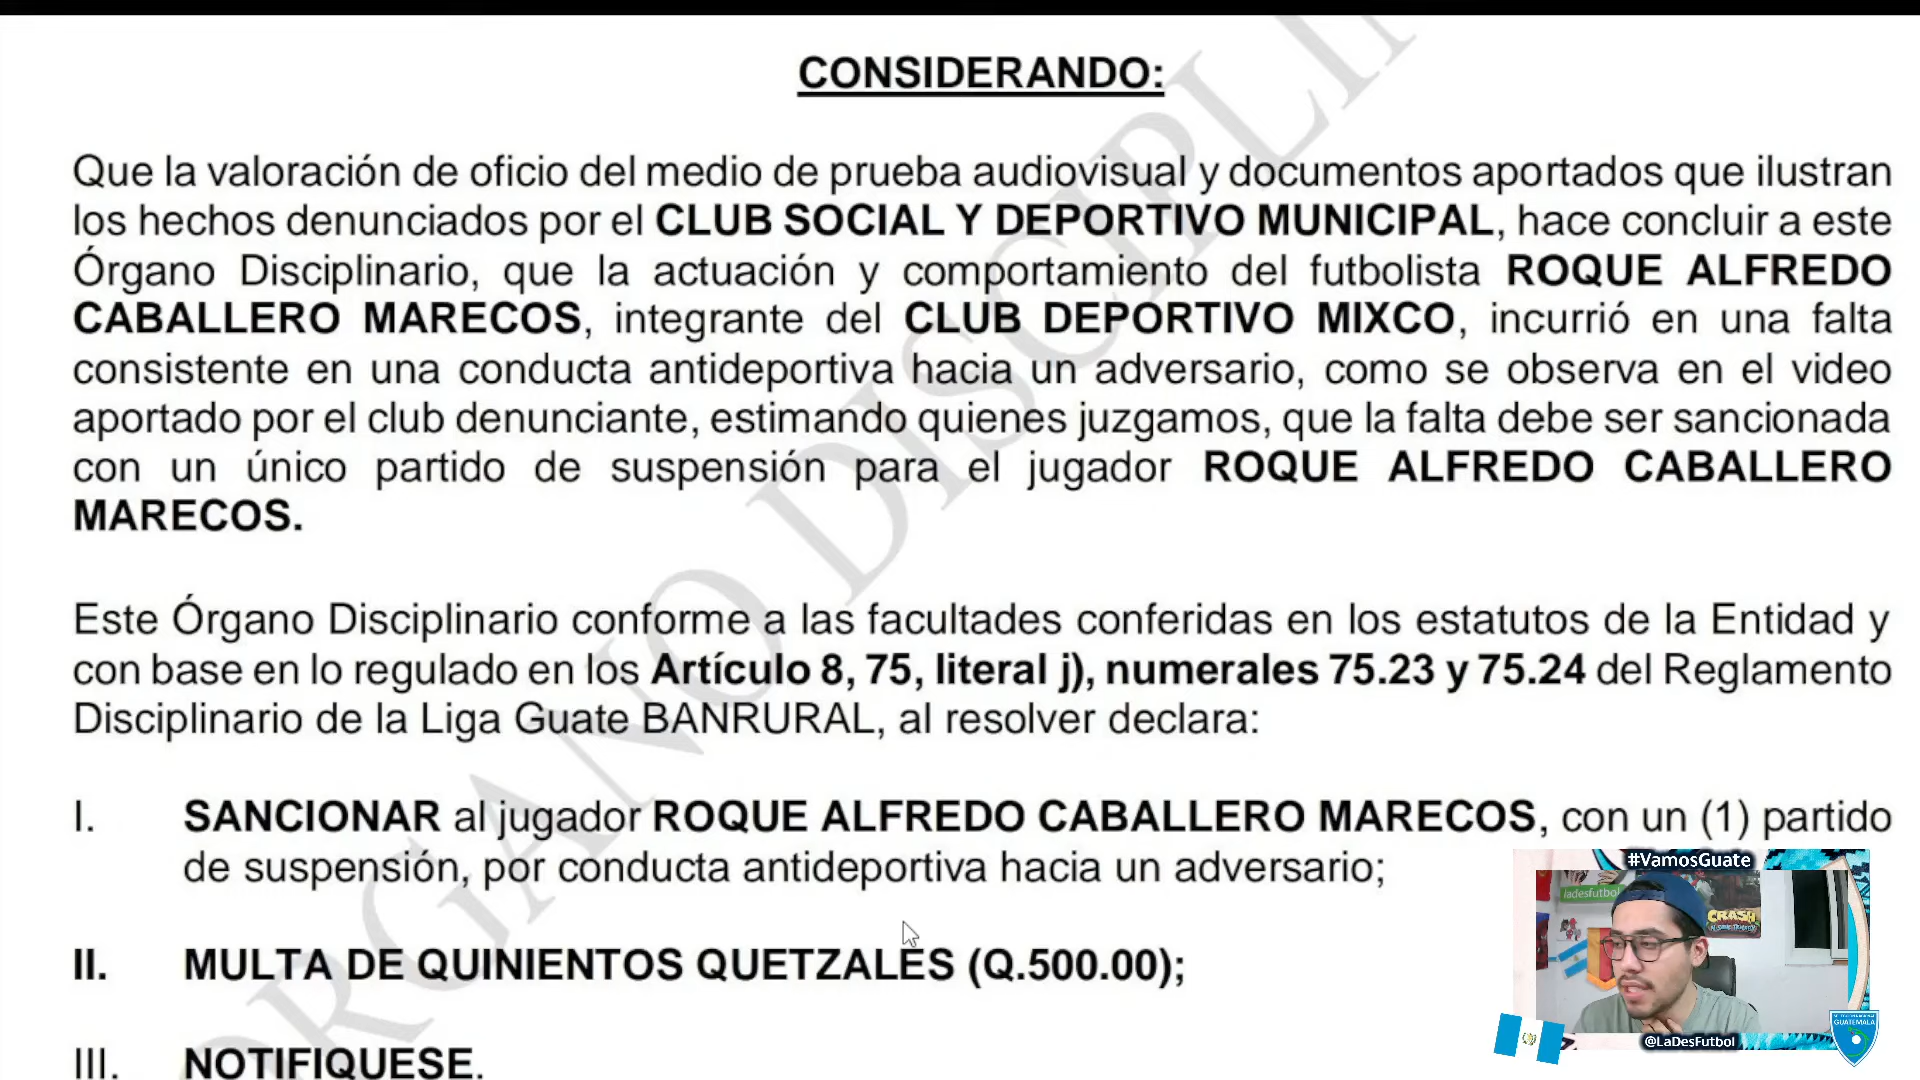 CONSIDERANDO:
Que la valoración de oficio del medio de prueba audiovisual y documentos aportados que ilustran
los hechos denunciados por el CLUB SOCIAL Y DEPORTIVO MUNICIPAL, hace concluir a este
Órgano Disciplinario, que la actuación y comportamiento del futbolista ROQUE ALFREDO
CABALLERO MARECOS, integrante del CLUB DEPORTIVO MIXCO, incurrió en una falta
consistente en una conducta antideportiva hacia un adversario, como se observa en el video
aportado por el club denunciante, estimando quienes juzgamos, que la falta debe ser sancionada
con un único partido de suspensión para el jugador ROQUE ALFREDO CABALLERO
MARECOS.
Este Órgano Disciplinario conforme a las facultades conferidas en los estatutos de la Entidad y
con base en lo regulado en los Artículo 8, 75, literal j), numerales 75.23 y 75.24 del Reglamento
Disciplinario de la Liga Guate BANRURAL, al resolver declara:
I. SANCIONAR al jugador ROQUE ALFREDO CABALLERO MARECOS, con un (1) partido
de suspensión, por conducta antideportiva hacia un adversario;
II. MULTA DE QUINIENTOS QUETZALES (Q.500.00);
III. NOTIFIQUESE.
ORGANO DISCIPLIN
#VamosGuate
ladesfutbol
CRASH
@LaDesFutbol
GUATEMALA